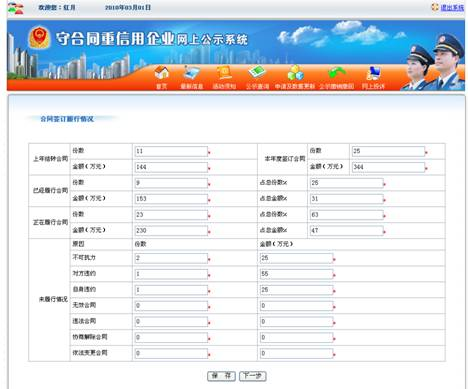 欢迎您：红月 2010年03月01日 退出系统
守合同重信用企业网上公示系统
首页 最新信息 活动须知 公示查询 申请及数据更新 公示撤销撤回 网上投诉
合同签订履行情况
上年结转合同 份数 11 * 本年度签订合同 份数 25 *
金额（万元） 144 * 金额（万元） 344 *
已经履行合同 份数 9 * 占总份数% 25 *
金额（万元） 153 * 占总金额% 31 *
正在履行合同 份数 23 * 占总份数% 63 *
金额（万元） 230 * 占总金额% 47 *
未履行情况 原因 份数 金额（万元）
不可抗力 2 * 25 *
对方违约 1 * 55 *
自身违约 1 * 25 *
无效合同 0 * 0 *
违法合同 0 * 0 *
协商解除合同 0 * 0 *
依法变更合同 0 * 0 *
保 存 下一步